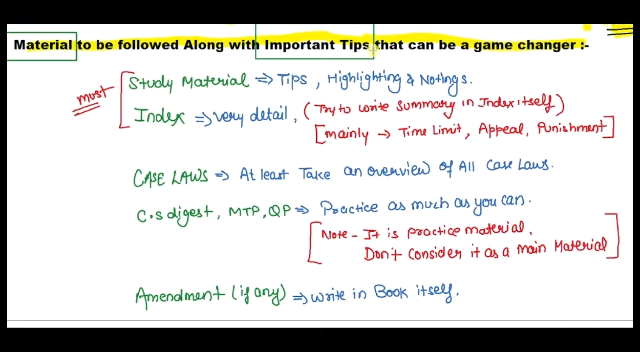 Material to be followed Along with Important Tips that can be a game changer :-
must
Study Material ⇒ Tips, Highlighting & Notings.
Index ⇒ very detail, (Try to write summary in Index itself)
[mainly → Time Limit, Appeal, Punishment]
CASE LAWS ⇒ At least Take an overview of All Case Laws.
C.S digest, MTP, QP ⇒ Practice as much as you can.
[Note - It is practice material,
Don't consider it as a main Material]
Amendment (if any) ⇒ write in Book itself.